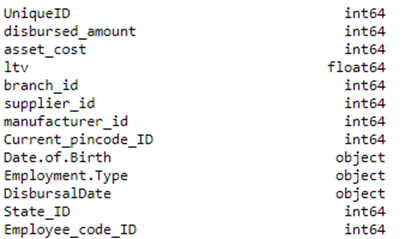 UniqueID int64
disbursed_amount int64
asset_cost int64
ltv float64
branch_id int64
supplier_id int64
manufacturer_id int64
Current_pincode_ID int64
Date.of.Birth object
Employment.Type object
DisbursalDate object
State_ID int64
Employee_code_ID int64